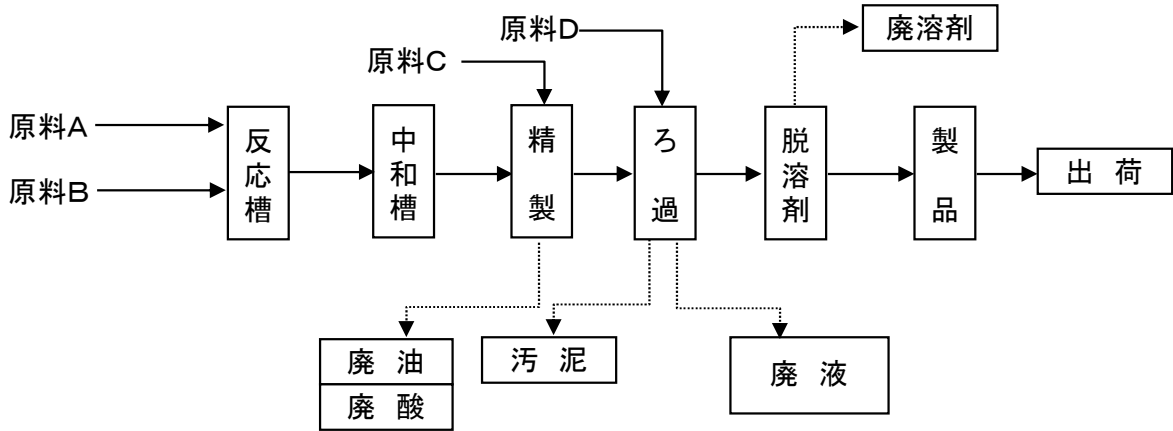 廃溶剤
原料D
原料C
原料A
原料B
反応槽
中和槽
精製
ろ過
脱溶剤
製品
出荷
廃油
廃酸
汚泥
廃液